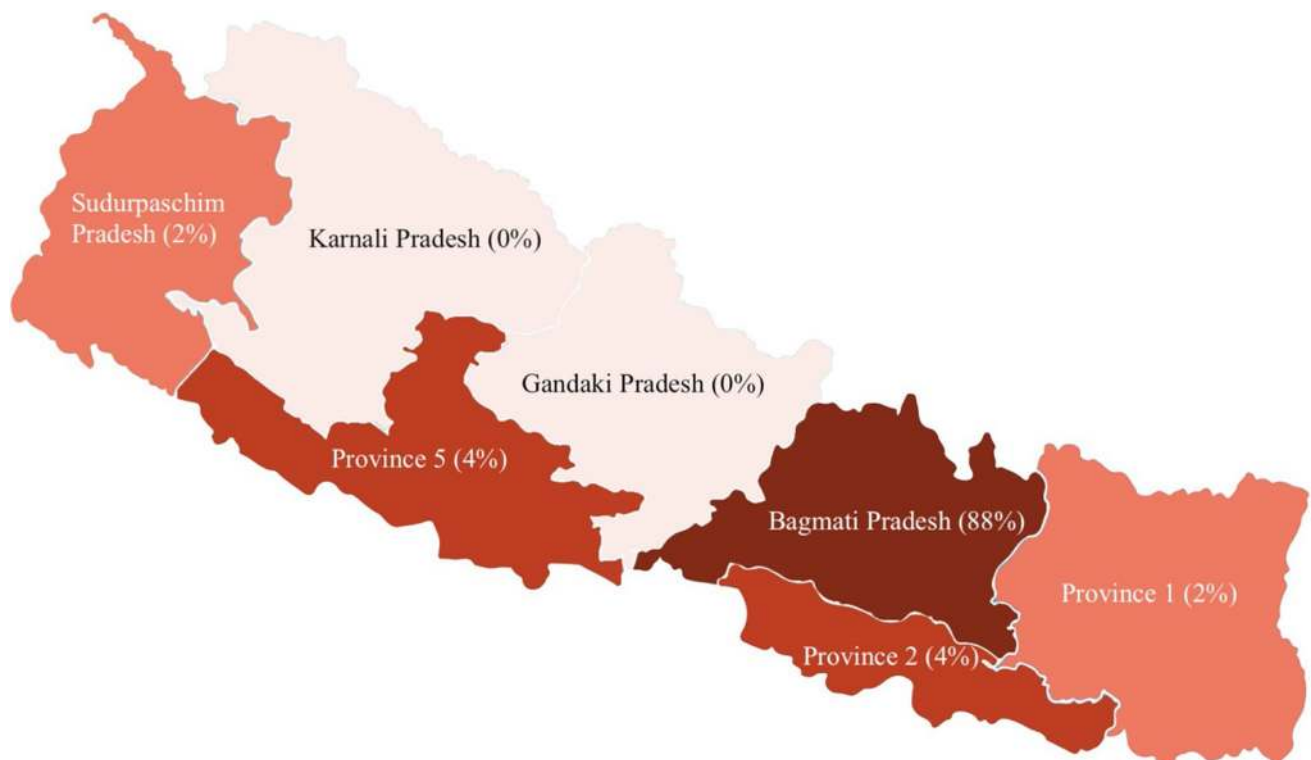 Sudurpaschim
Pradesh (2%)
Karnali Pradesh (0%)
Gandaki Pradesh (0%)
Province 5 (4%)
Bagmati Pradesh (88%)
Province 1 (2%)
Province 2 (4%)